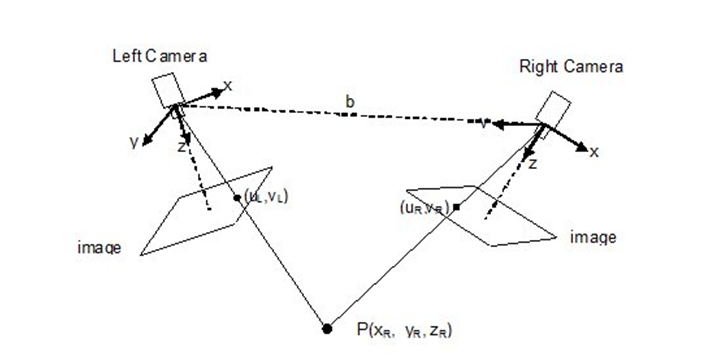 Left Camera
Right Camera
x
b
y
z
y
x
z
(uL,vL)
(uR,vR)
image
image
P(xR, yR, zR)